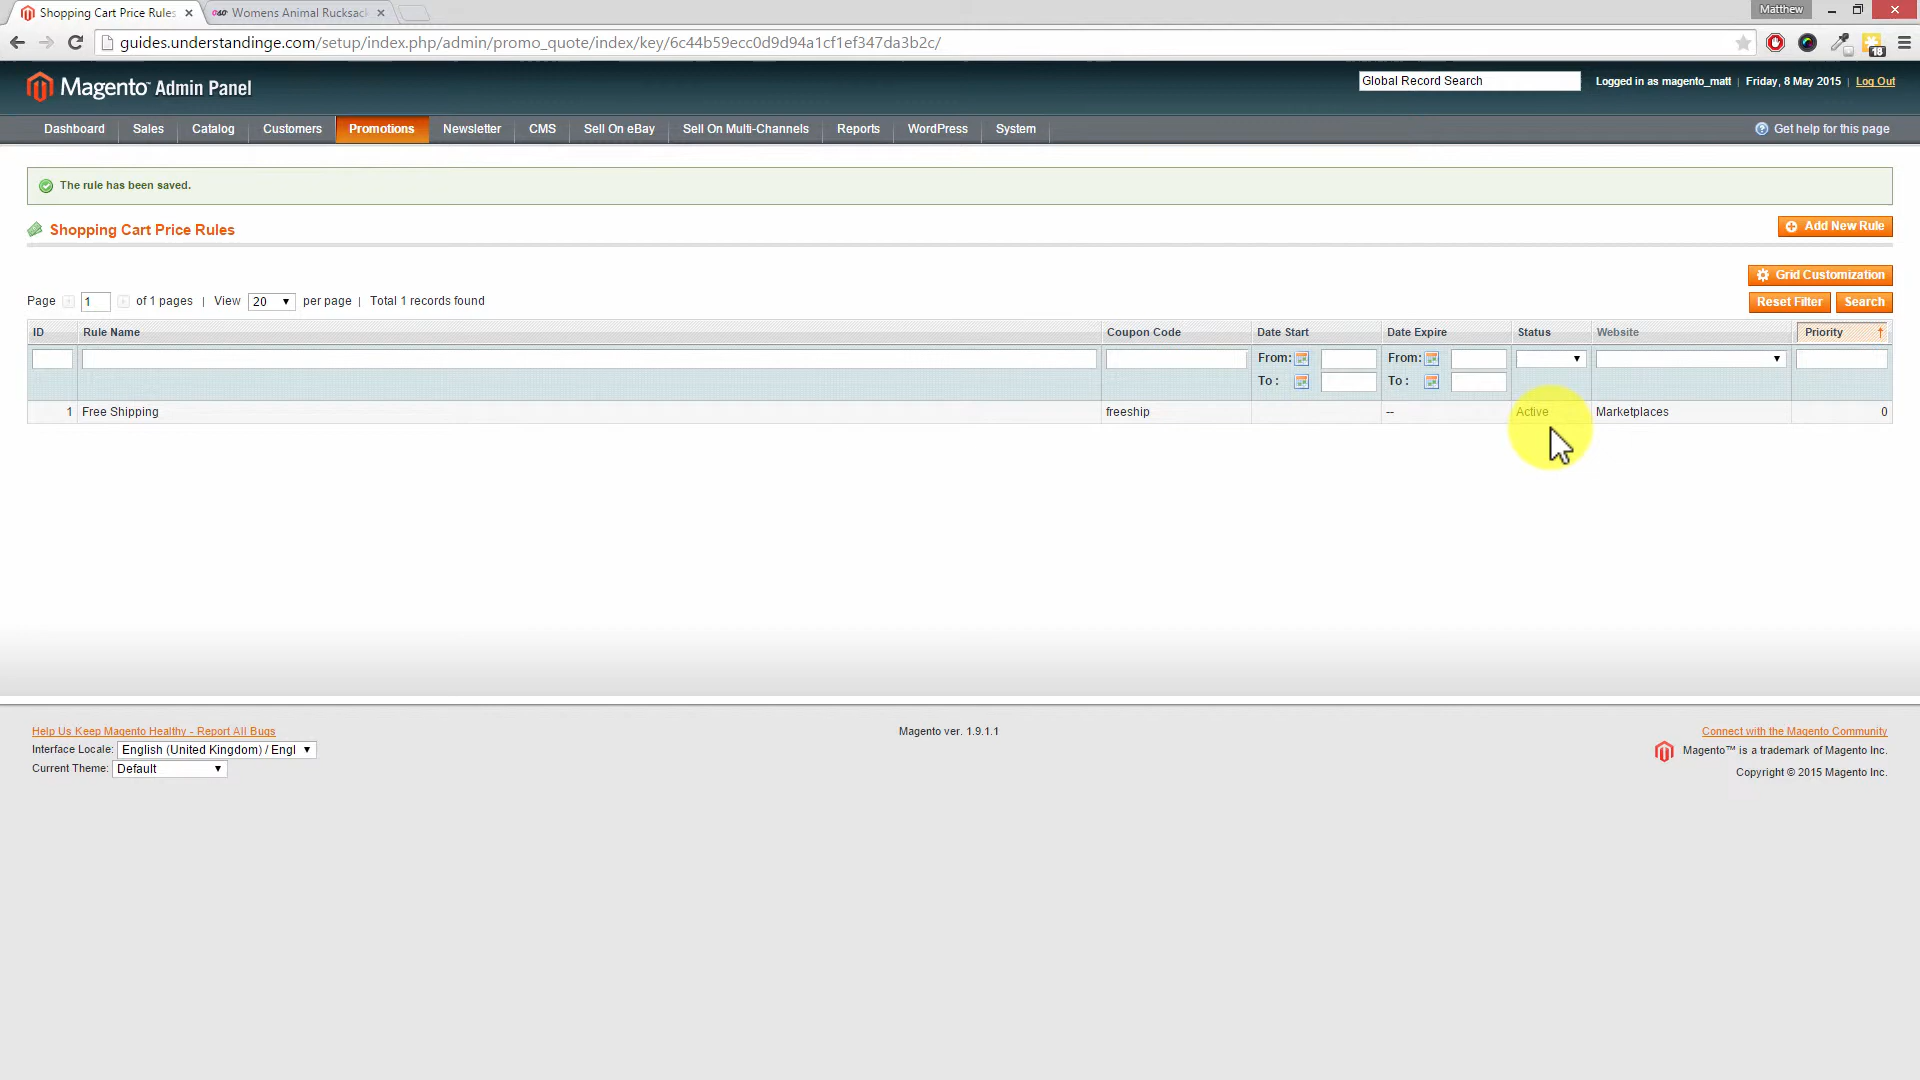 Shopping Cart Price Rules
Womens Animal Rucksack
Matthew
guides.understandinge.com/setup/index.php/admin/promo_quote/index/key/6c44b59ecc0d9d94a1cf1ef347da3b2c/
18
Magento™ Admin Panel
Global Record Search
Logged in as magento_matt | Friday, 8 May 2015 | Log Out
Dashboard Sales Catalog Customers Promotions Newsletter CMS Sell On eBay Sell On Multi-Channels Reports WordPress System
Get help for this page
The rule has been saved.
Shopping Cart Price Rules
Add New Rule
Grid Customization
Page 1 of 1 pages | View 20 per page | Total 1 records found
Reset Filter Search
ID Rule Name Coupon Code Date Start Date Expire Status Website Priority
From: From:
To : To :
1 Free Shipping freeship -- Active Marketplaces 0
Help Us Keep Magento Healthy - Report All Bugs
Interface Locale: English (United Kingdom) / Engl
Current Theme: Default
Magento ver. 1.9.1.1
Connect with the Magento Community
Magento™ is a trademark of Magento Inc.
Copyright © 2015 Magento Inc.